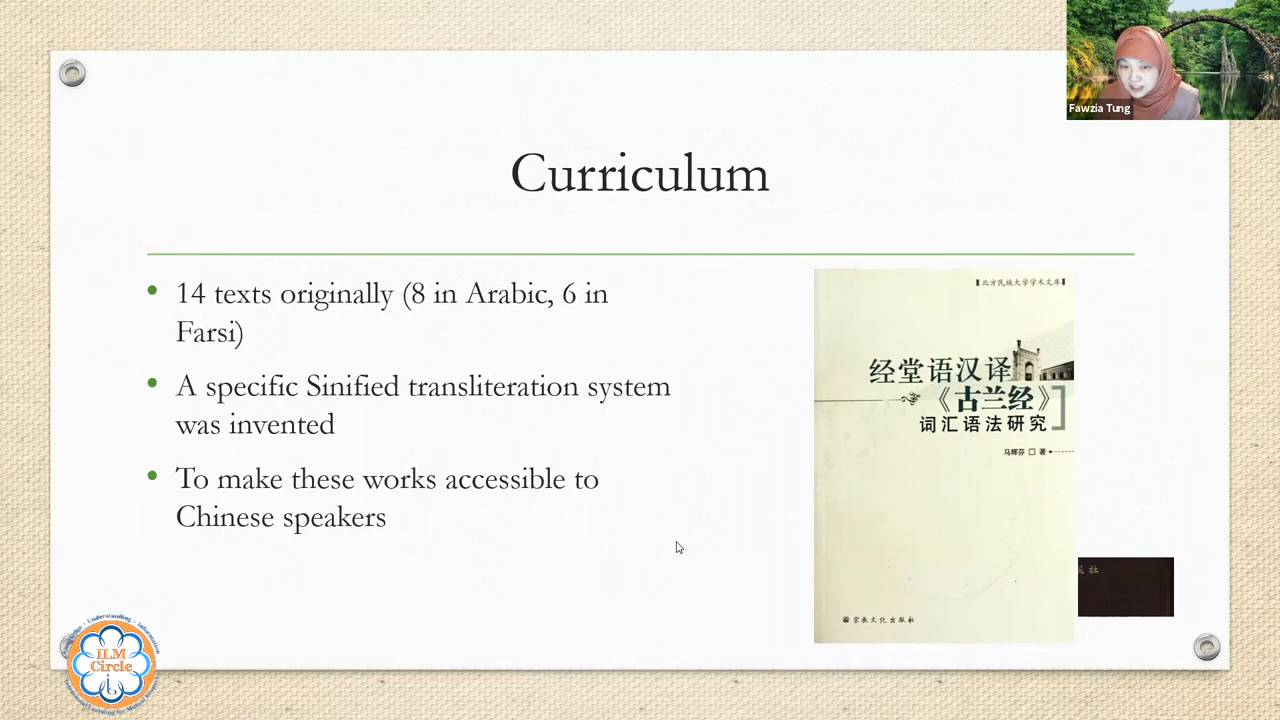 Fawzia Tung
Curriculum
• 14 texts originally (8 in Arabic, 6 in
Farsi)
• A specific Sinified transliteration system
was invented
• To make these works accessible to
Chinese speakers
北方民族大学学术文库
经堂语汉译
《古兰经》
词汇语法研究
马辉芬 □ 著
宗教文化出版社
社
ILM
Circle